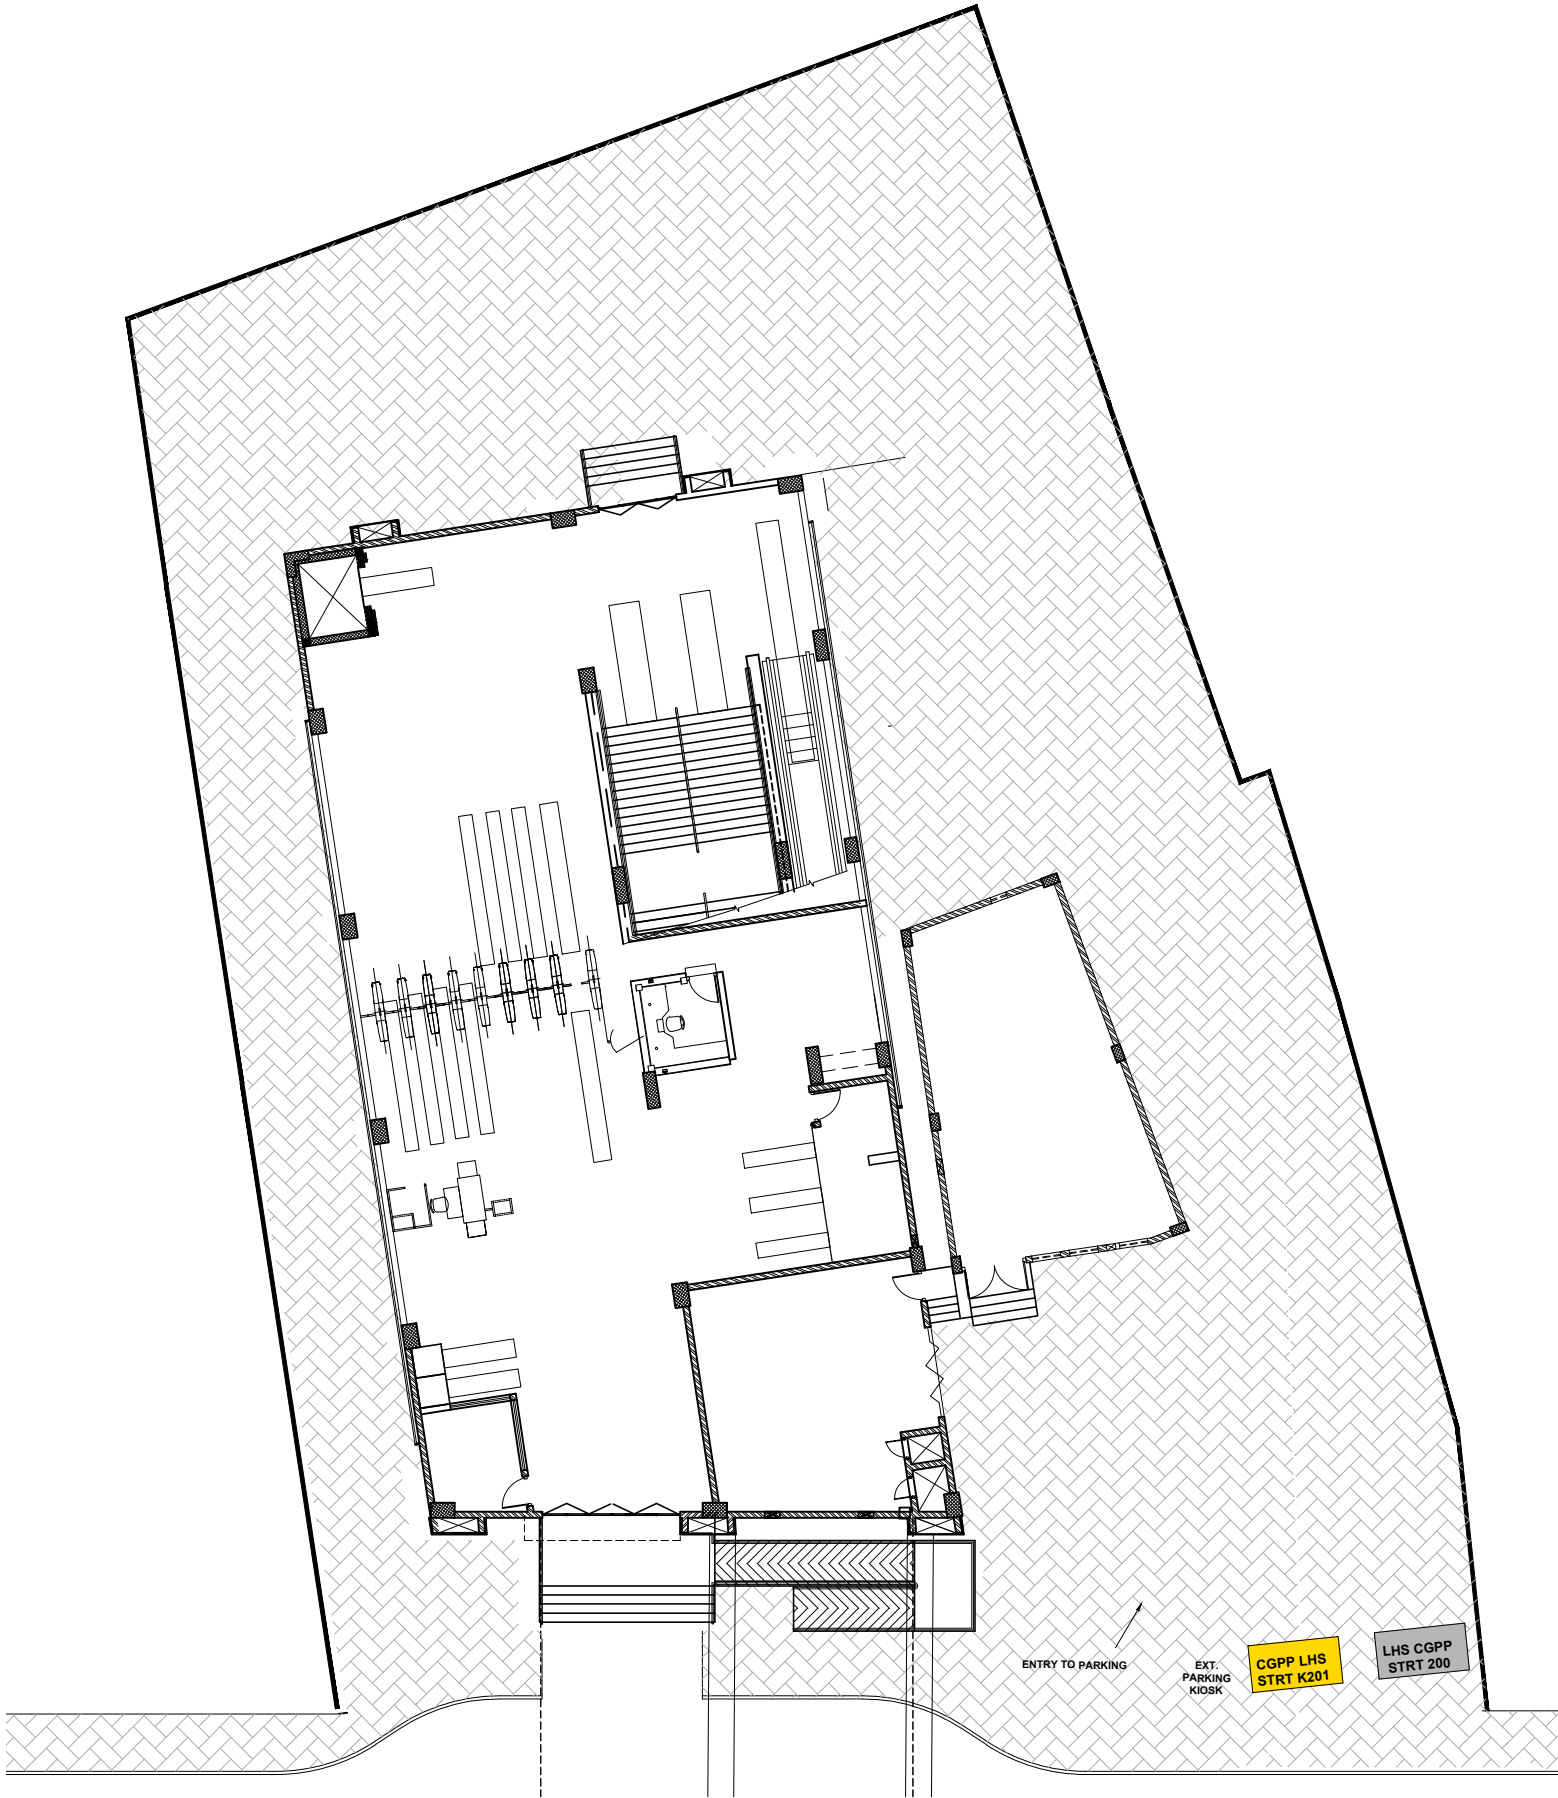 ENTRY TO PARKING
EXT.
PARKING
KIOSK
CGPP LHS
STRT K201
LHS CGPP
STRT 200